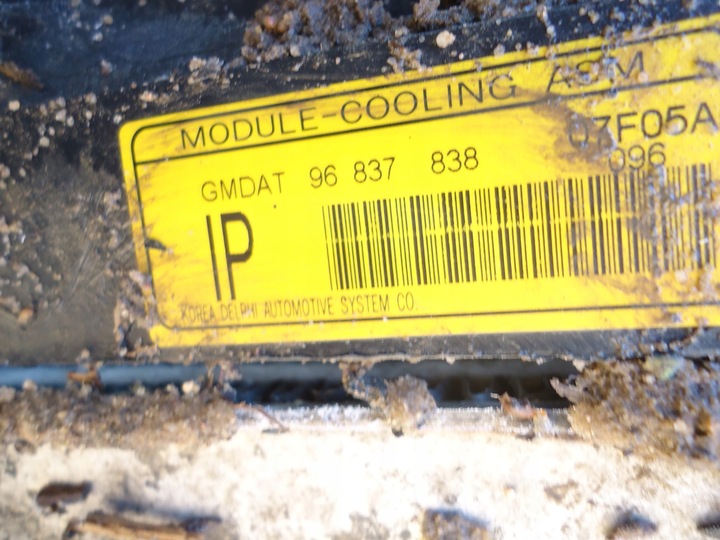 MODULE-COOLING ASM
07F05A
GMDAT 96 837 838
096
IP
KOREA DELPHI AUTOMOTIVE SYSTEM CO.